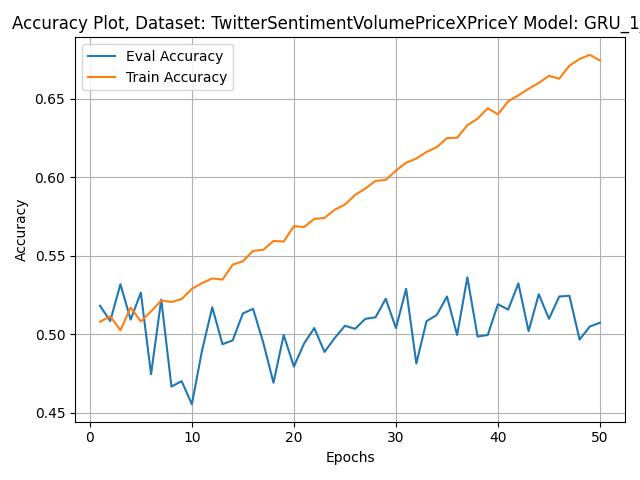 Accuracy Plot, Dataset: TwitterSentimentVolumePriceXPriceY Model: GRU_1
Eval Accuracy
Train Accuracy
0.65
0.60
0.55
0.50
0.45
Accuracy
0 10 20 30 40 50
Epochs